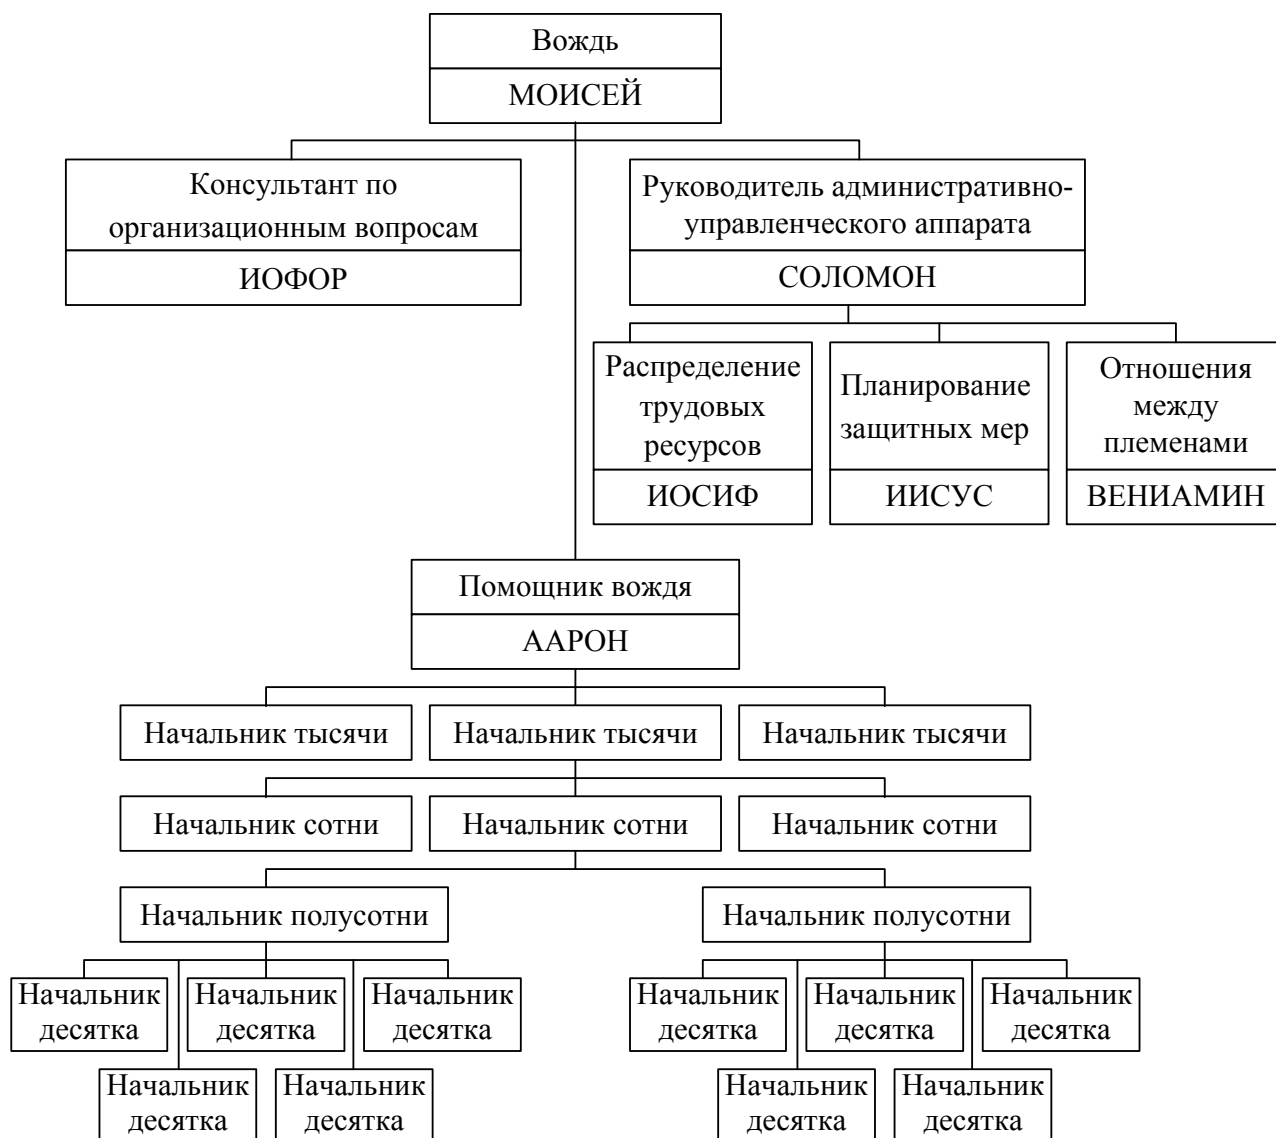 Вождь
МОИСЕЙ
Консультант по
организационным вопросам
ИОФОР
Руководитель административно-
управленческого аппарата
СОЛОМОН
Распределение
трудовых
ресурсов
ИОСИФ
Планирование
защитных мер
ИИСУС
Отношения
между
племенами
ВЕНИАМИН
Помощник вождя
ААРОН
Начальник тысячи
Начальник тысячи
Начальник тысячи
Начальник сотни
Начальник сотни
Начальник сотни
Начальник полусотни
Начальник полусотни
Начальник
десятка
Начальник
десятка
Начальник
десятка
Начальник
десятка
Начальник
десятка
Начальник
десятка
Начальник
десятка
Начальник
десятка
Начальник
десятка
Начальник
десятка